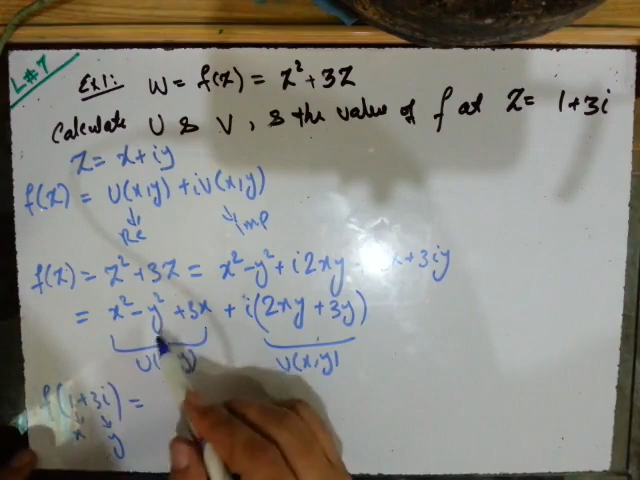 L#7
Ex1: W = f(z) = z² + 3z
Calculate U & V, & the value of f at z = 1+3i
z = x+iy
f(z) = U(x,y) + iV(x,y)
Re Imp
f(z) = z² + 3z = x² - y² + i2xy x + 3iy
= x² - y² + 3x + i(2xy + 3y)
U( y) V(x,y)
f(1+3i) =
x y